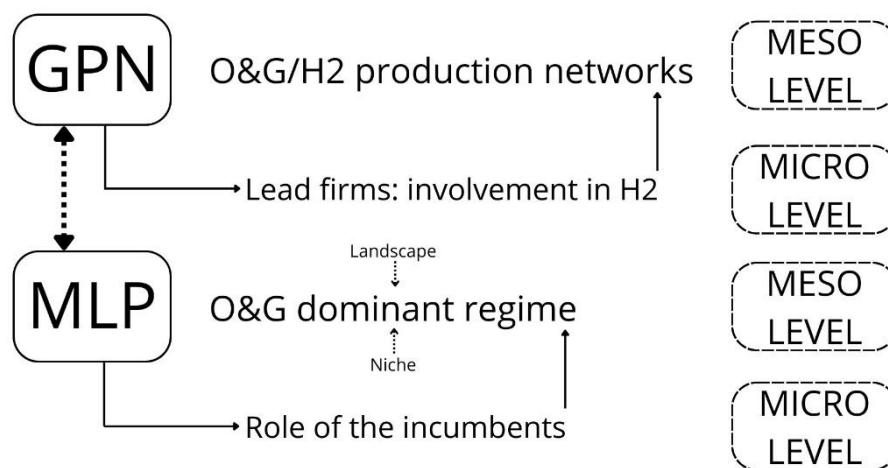 GPN
O&G/H2 production networks
MESO
LEVEL
Lead firms: involvement in H2
MICRO
LEVEL
MLP
Landscape
O&G dominant regime
Niche
MESO
LEVEL
Role of the incumbents
MICRO
LEVEL